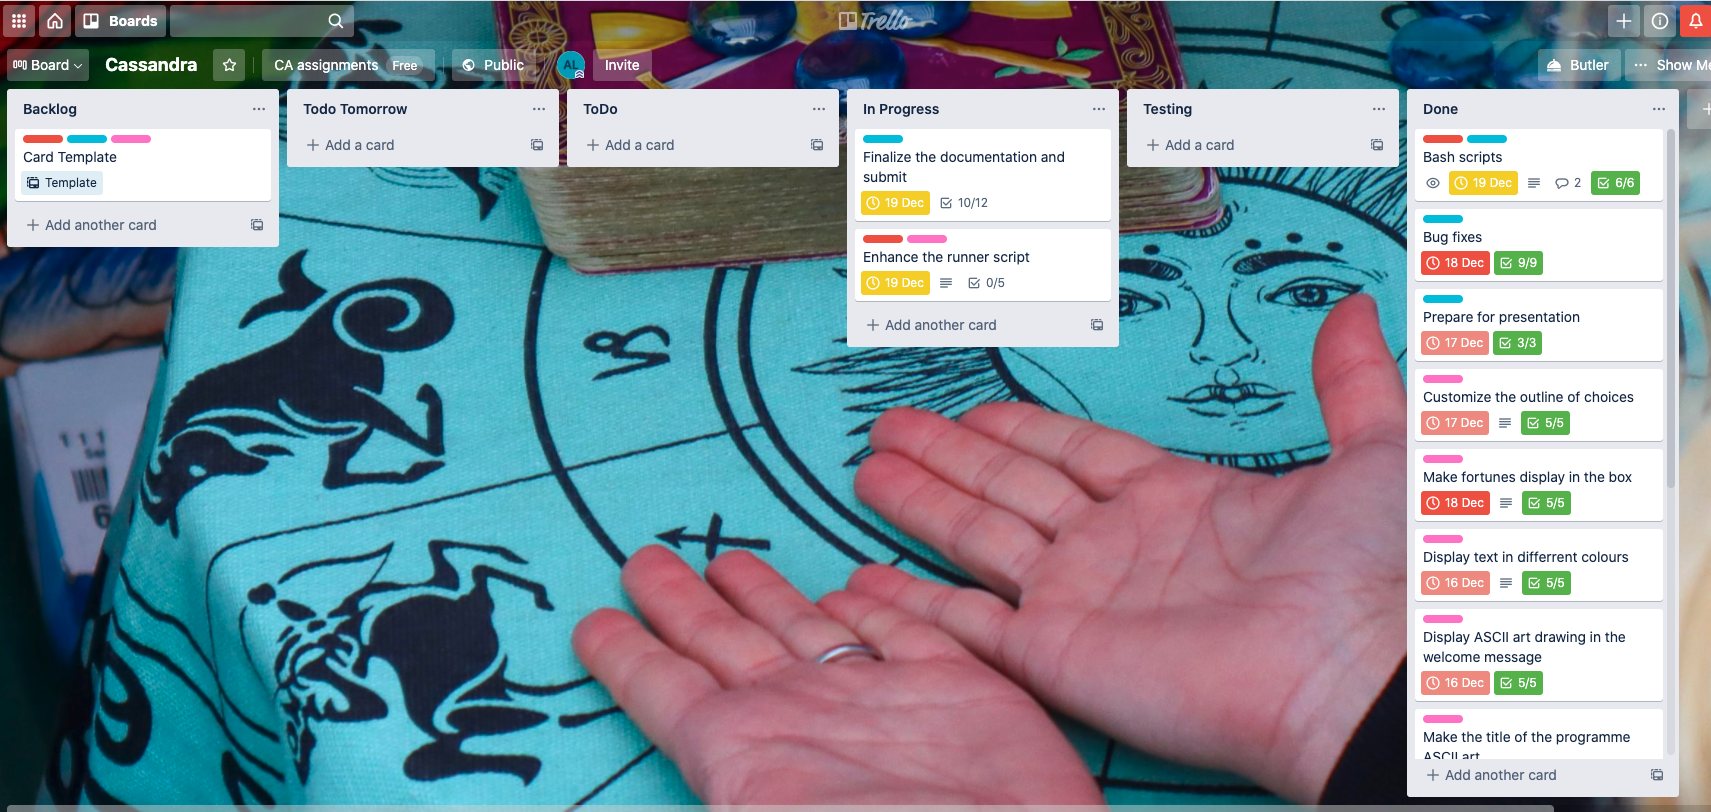 Boards
Trello
Board
Cassandra
CA assignments Free
Public
AL
Invite
Butler
Show Me
Backlog
Card Template
Template
Add another card
Todo Tomorrow
Add a card
ToDo
Add a card
In Progress
Finalize the documentation and
submit
19 Dec 10/12
Enhance the runner script
19 Dec 0/5
Add another card
Testing
Add a card
Done
Bash scripts
19 Dec 2 6/6
Bug fixes
18 Dec 9/9
Prepare for presentation
17 Dec 3/3
Customize the outline of choices
17 Dec 5/5
Make fortunes display in the box
18 Dec 5/5
Display text in differrent colours
16 Dec 5/5
Display ASCII art drawing in the
welcome message
16 Dec 5/5
Make the title of the programme
ASCII art
Add another card